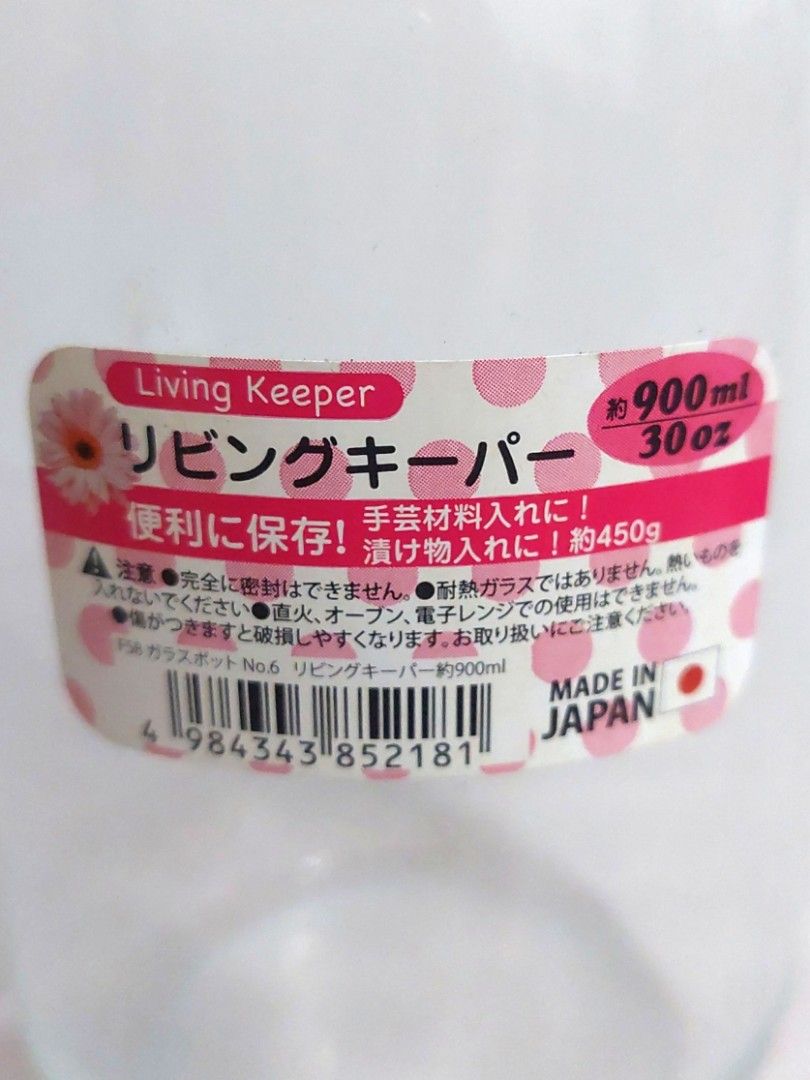 Living Keeper
リビングキーパー
約900ml
30oz
便利に保存!
手芸材料入れに！
漬け物入れに！約450g
注意 ●完全に密封はできません。●耐熱ガラスではありません。熱いものを
入れないでください●直火、オーブン、電子レンジでの使用はできません。
●傷がつきますと破損しやすくなります。お取り扱いにご注意ください。
FSB ガラスポット No.6 リビングキーパー約900ml
MADE IN
JAPAN
4 984343 852181